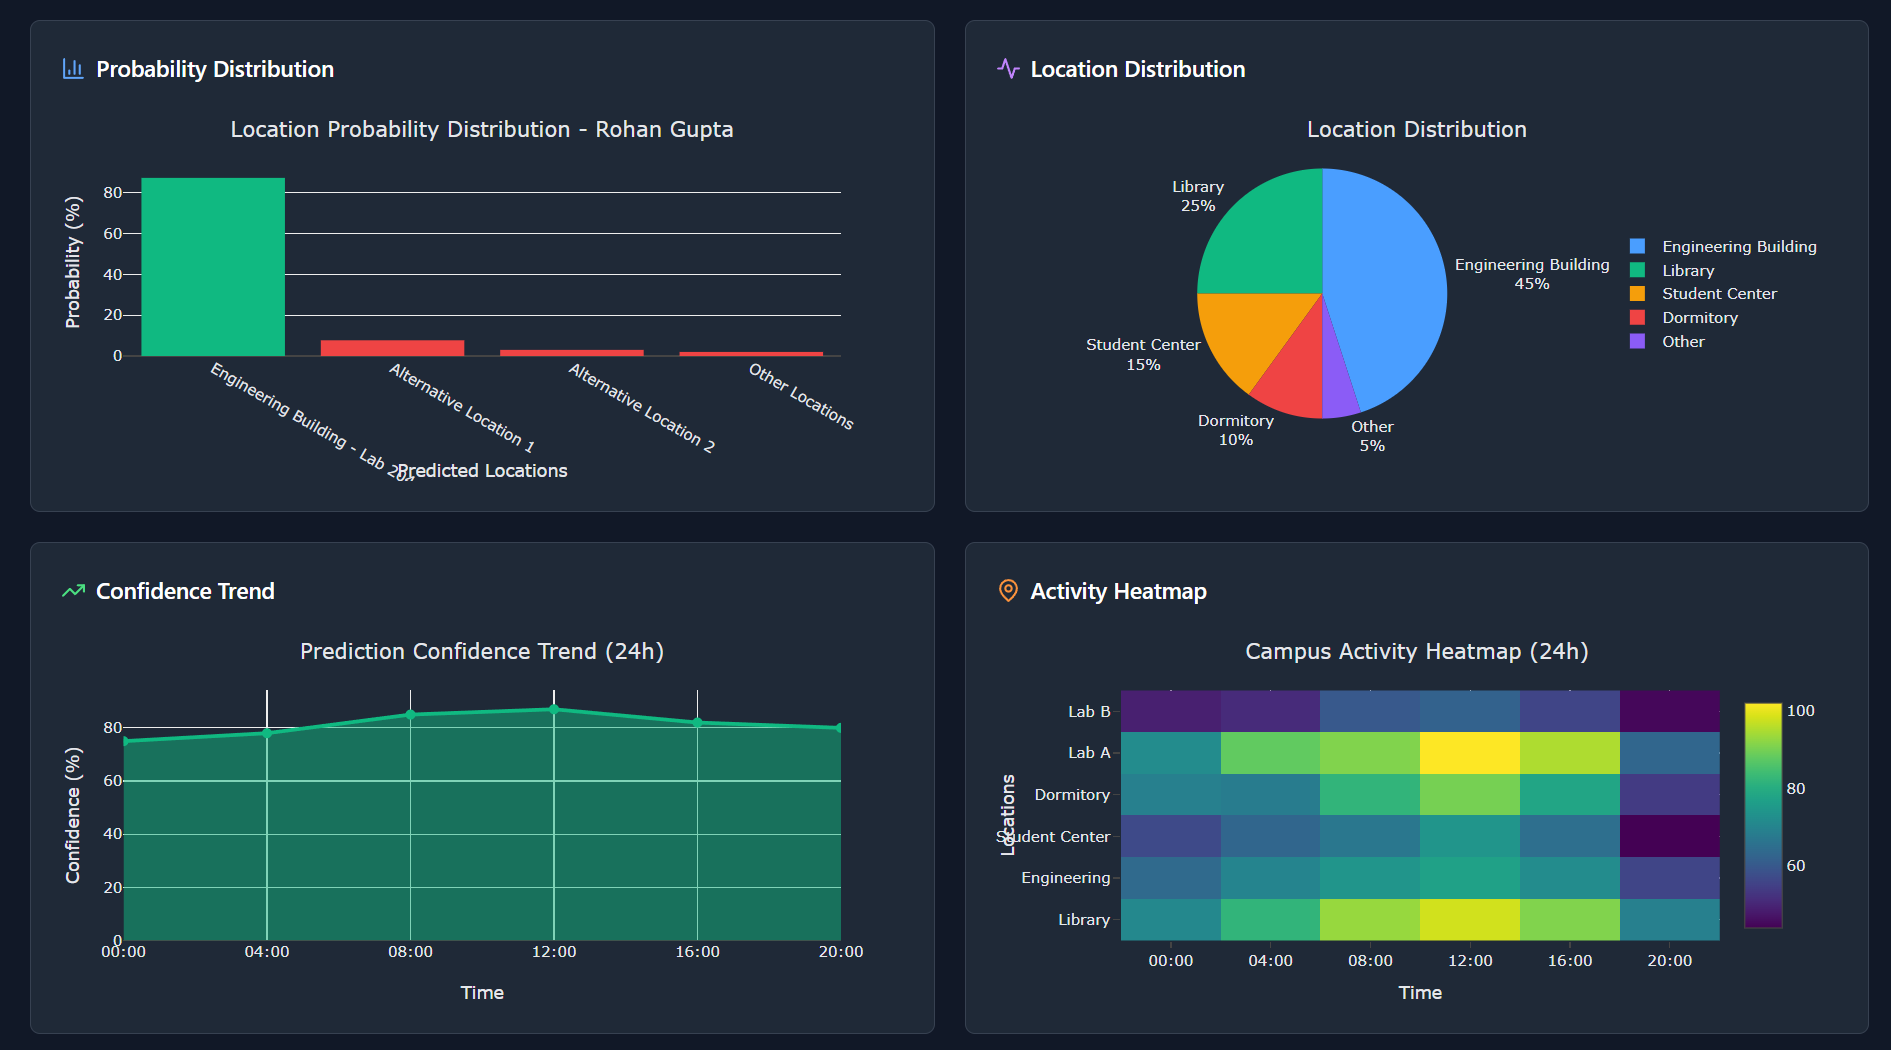 Probability Distribution
Location Probability Distribution - Rohan Gupta
Probability (%)
80
60
40
20
0
Engineering Building - Lab
Alternative Location 1
Alternative Location 2
Other Locations
Predicted Locations
Location Distribution
Location Distribution
Library
25%
Engineering Building
45%
Student Center
15%
Dormitory
10%
Other
5%
Engineering Building
Library
Student Center
Dormitory
Other
Confidence Trend
Prediction Confidence Trend (24h)
Confidence (%)
80
60
40
20
0
00:00 04:00 08:00 12:00 16:00 20:00
Time
Activity Heatmap
Campus Activity Heatmap (24h)
Locations
Lab B
Lab A
Dormitory
Student Center
Engineering
Library
00:00 04:00 08:00 12:00 16:00 20:00
Time
100
80
60